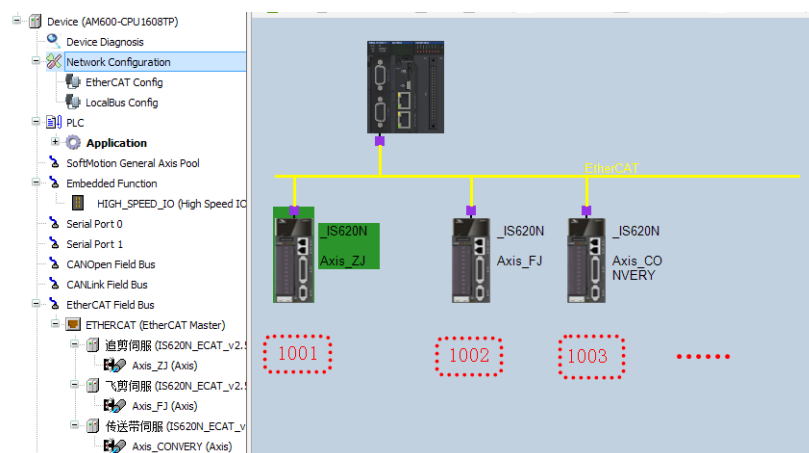 Device (AM600-CPU1608TP)
Device Diagnosis
Network Configuration
EtherCAT Config
LocalBus Config
PLC
Application
SoftMotion General Axis Pool
Embedded Function
HIGH_SPEED_IO (High Speed IO
Serial Port 0
Serial Port 1
CANOpen Field Bus
CANLink Field Bus
EtherCAT Field Bus
ETHERCAT (EtherCAT Master)
追剪伺服 (IS620N_ECAT_v2.5
Axis_ZJ (Axis)
飞剪伺服 (IS620N_ECAT_v2.5
Axis_FJ (Axis)
传送带伺服 (IS620N_ECAT_v
Axis_CONVERY (Axis)
EtherCAT
_IS620N
Axis_ZJ
_IS620N
Axis_FJ
_IS620N
Axis_CO
NVERY
1001
1002
1003